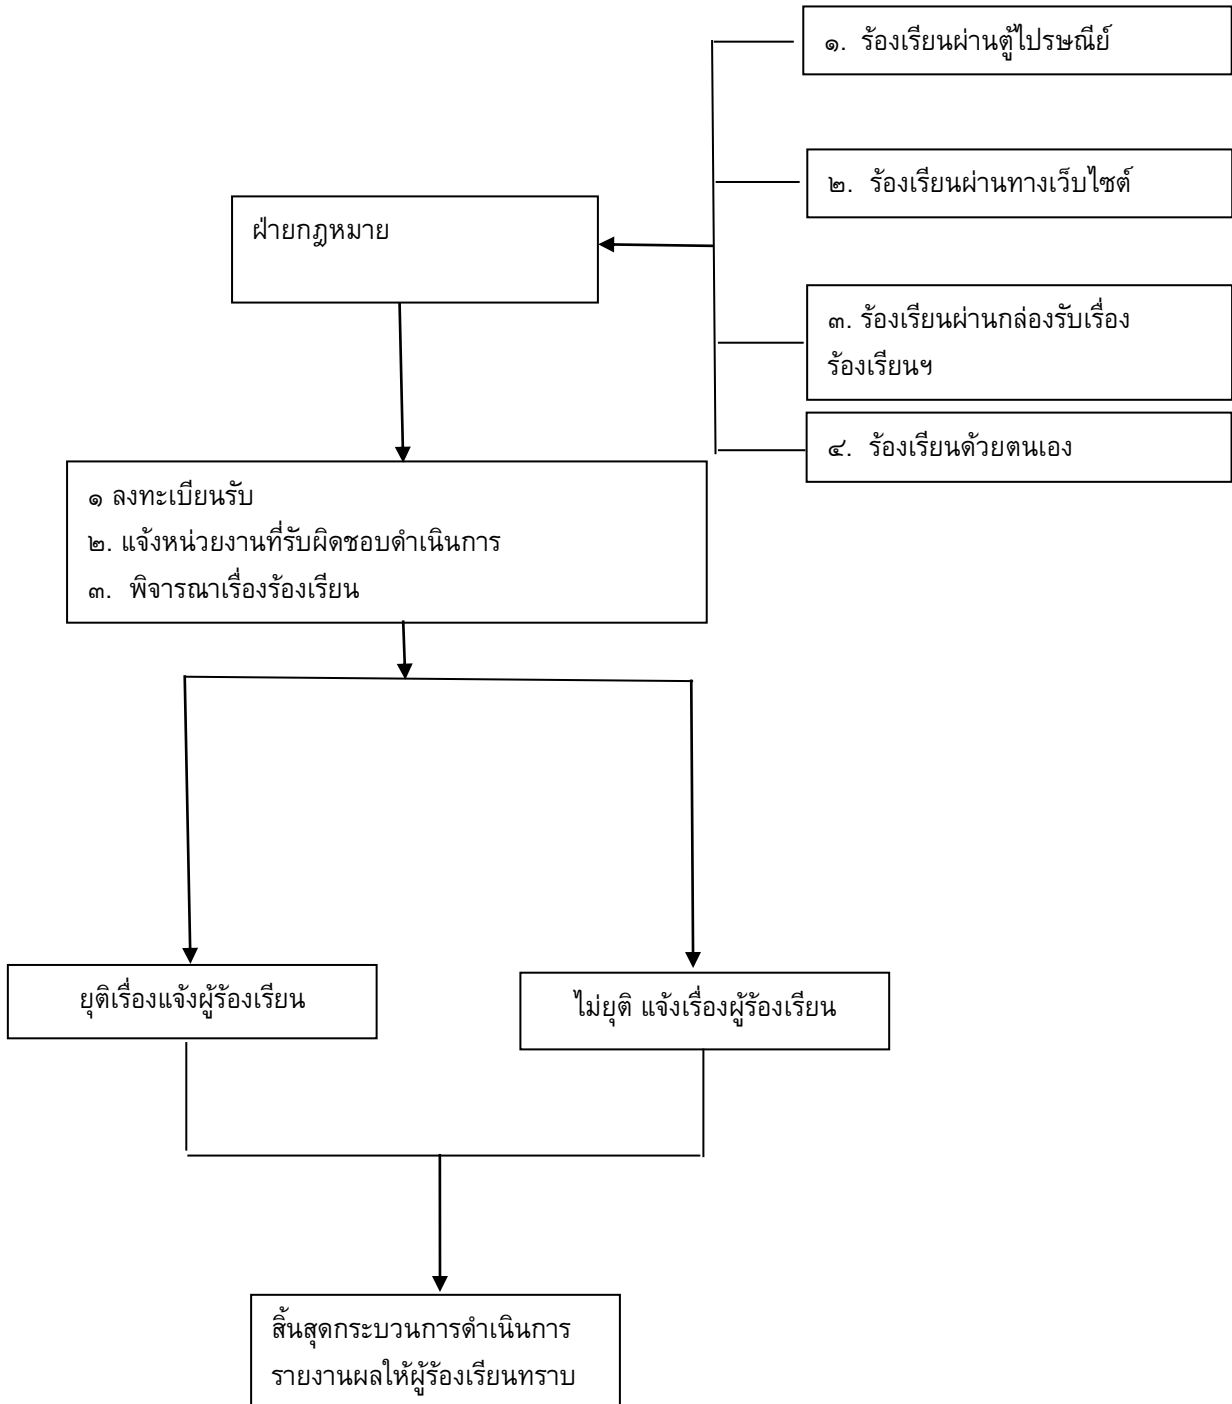 ๑. ร้องเรียนผ่านตู้ไปรษณีย์
๒. ร้องเรียนผ่านทางเว็บไซต์
ฝ่ายกฎหมาย
๓. ร้องเรียนผ่านกล่องรับเรื่อง
ร้องเรียนฯ
๔. ร้องเรียนด้วยตนเอง
๑ ลงทะเบียนรับ
๒. แจ้งหน่วยงานที่รับผิดชอบดำเนินการ
๓. พิจารณาเรื่องร้องเรียน
ยุติเรื่องแจ้งผู้ร้องเรียน
ไม่ยุติ แจ้งเรื่องผู้ร้องเรียน
สิ้นสุดกระบวนการดำเนินการ
รายงานผลให้ผู้ร้องเรียนทราบ